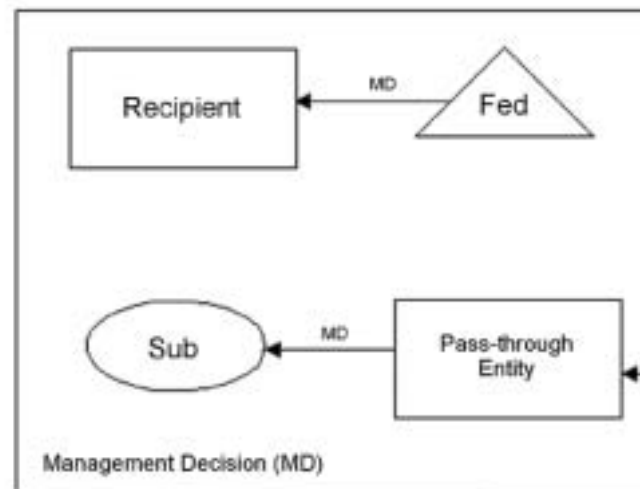 Recipient
MD
Fed
Sub
MD
Pass-through
Entity
Management Decision (MD)